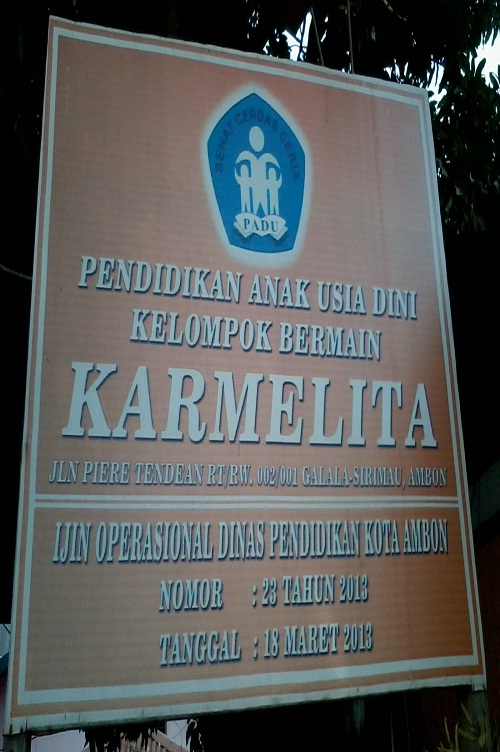 SEHAT CERDAS CERIA
PADU
PENDIDIKAN ANAK USIA DINI
KELOMPOK BERMAIN
KARMELITA
JLN PIERE TENDEAN RT/RW. 002/001 GALALA-SIRIMAU, AMBON
IJIN OPERASIONAL DINAS PENDIDIKAN KOTA AMBON
NOMOR : 23 TAHUN 2013
TANGGAL : 18 MARET 2013